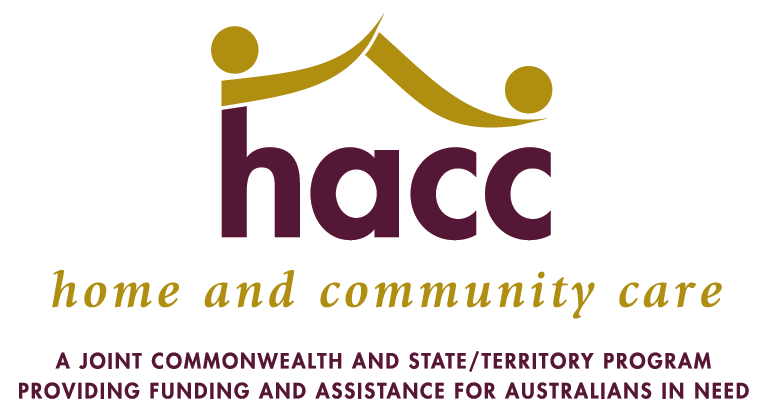 hacc
home and community care
A JOINT COMMONWEALTH AND STATE/TERRITORY PROGRAM
PROVIDING FUNDING AND ASSISTANCE FOR AUSTRALIANS IN NEED